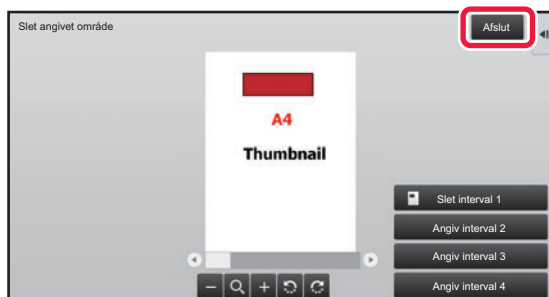 Slet angivet område
Afslut
A4
Thumbnail
Slet interval 1
Angiv interval 2
Angiv interval 3
Angiv interval 4